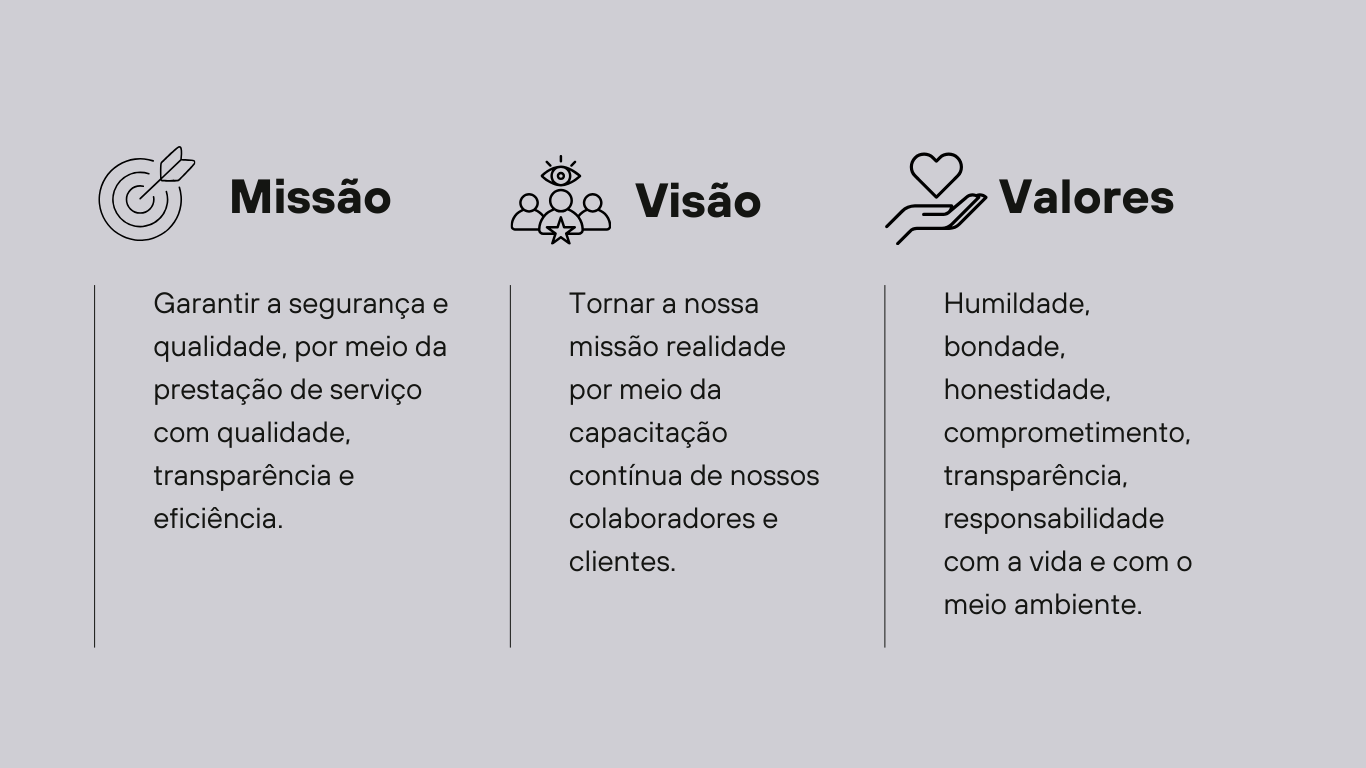 Missão
Garantir a segurança e
qualidade, por meio da
prestação de serviço
com qualidade,
transparência e
eficiência.
Visão
Tornar a nossa
missão realidade
por meio da
capacitação
contínua de nossos
colaboradores e
clientes.
Valores
Humildade,
bondade,
honestidade,
comprometimento,
transparência,
responsabilidade
com a vida e com o
meio ambiente.